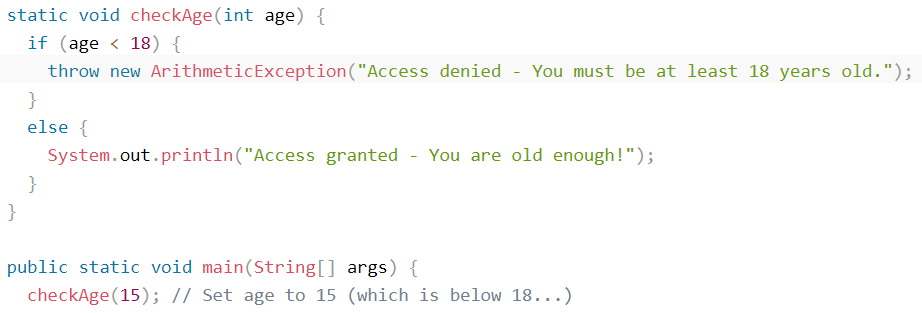 static void checkAge(int age) {
  if (age < 18) {
    throw new ArithmeticException("Access denied - You must be at least 18 years old.");
  }
  else {
    System.out.println("Access granted - You are old enough!");
  }
}

public static void main(String[] args) {
  checkAge(15); // Set age to 15 (which is below 18...)